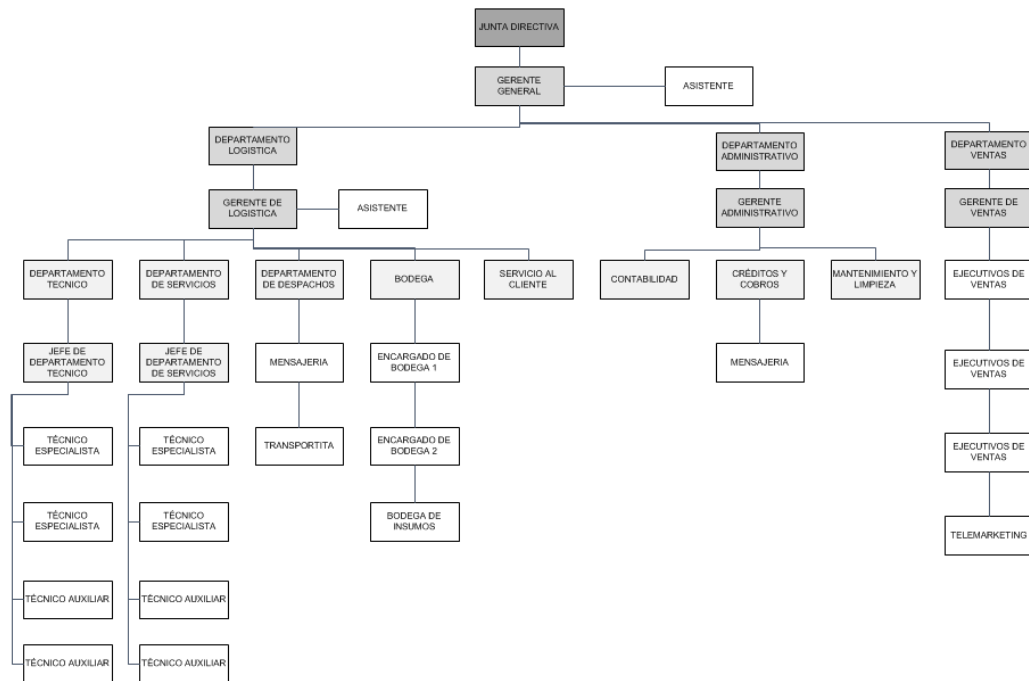 JUNTA DIRECTIVA
GERENTE
GENERAL
ASISTENTE
DEPARTAMENTO
LOGISTICA
DEPARTAMENTO
ADMINISTRATIVO
DEPARTAMENTO
VENTAS
GERENTE DE
LOGISTICA
ASISTENTE
GERENTE
ADMINISTRATIVO
GERENTE DE
VENTAS
DEPARTAMENTO
TECNICO
DEPARTAMENTO
DE SERVICIOS
DEPARTAMENTO
DE DESPACHOS
BODEGA
SERVICIO AL
CLIENTE
CONTABILIDAD
CRÉDITOS Y
COBROS
MANTENIMIENTO Y
LIMPIEZA
EJECUTIVOS DE
VENTAS
JEFE DE
DEPARTAMENTO
TECNICO
JEFE DE
DEPARTAMENTO
DE SERVICIOS
MENSAJERIA
ENCARGADO DE
BODEGA 1
MENSAJERIA
EJECUTIVOS DE
VENTAS
TÉCNICO
ESPECIALISTA
TÉCNICO
ESPECIALISTA
TRANSPORTITA
ENCARGADO DE
BODEGA 2
EJECUTIVOS DE
VENTAS
TÉCNICO
ESPECIALISTA
TÉCNICO
ESPECIALISTA
BODEGA DE
INSUMOS
TELEMARKETING
TÉCNICO AUXILIAR
TÉCNICO AUXILIAR
TÉCNICO AUXILIAR
TÉCNICO AUXILIAR